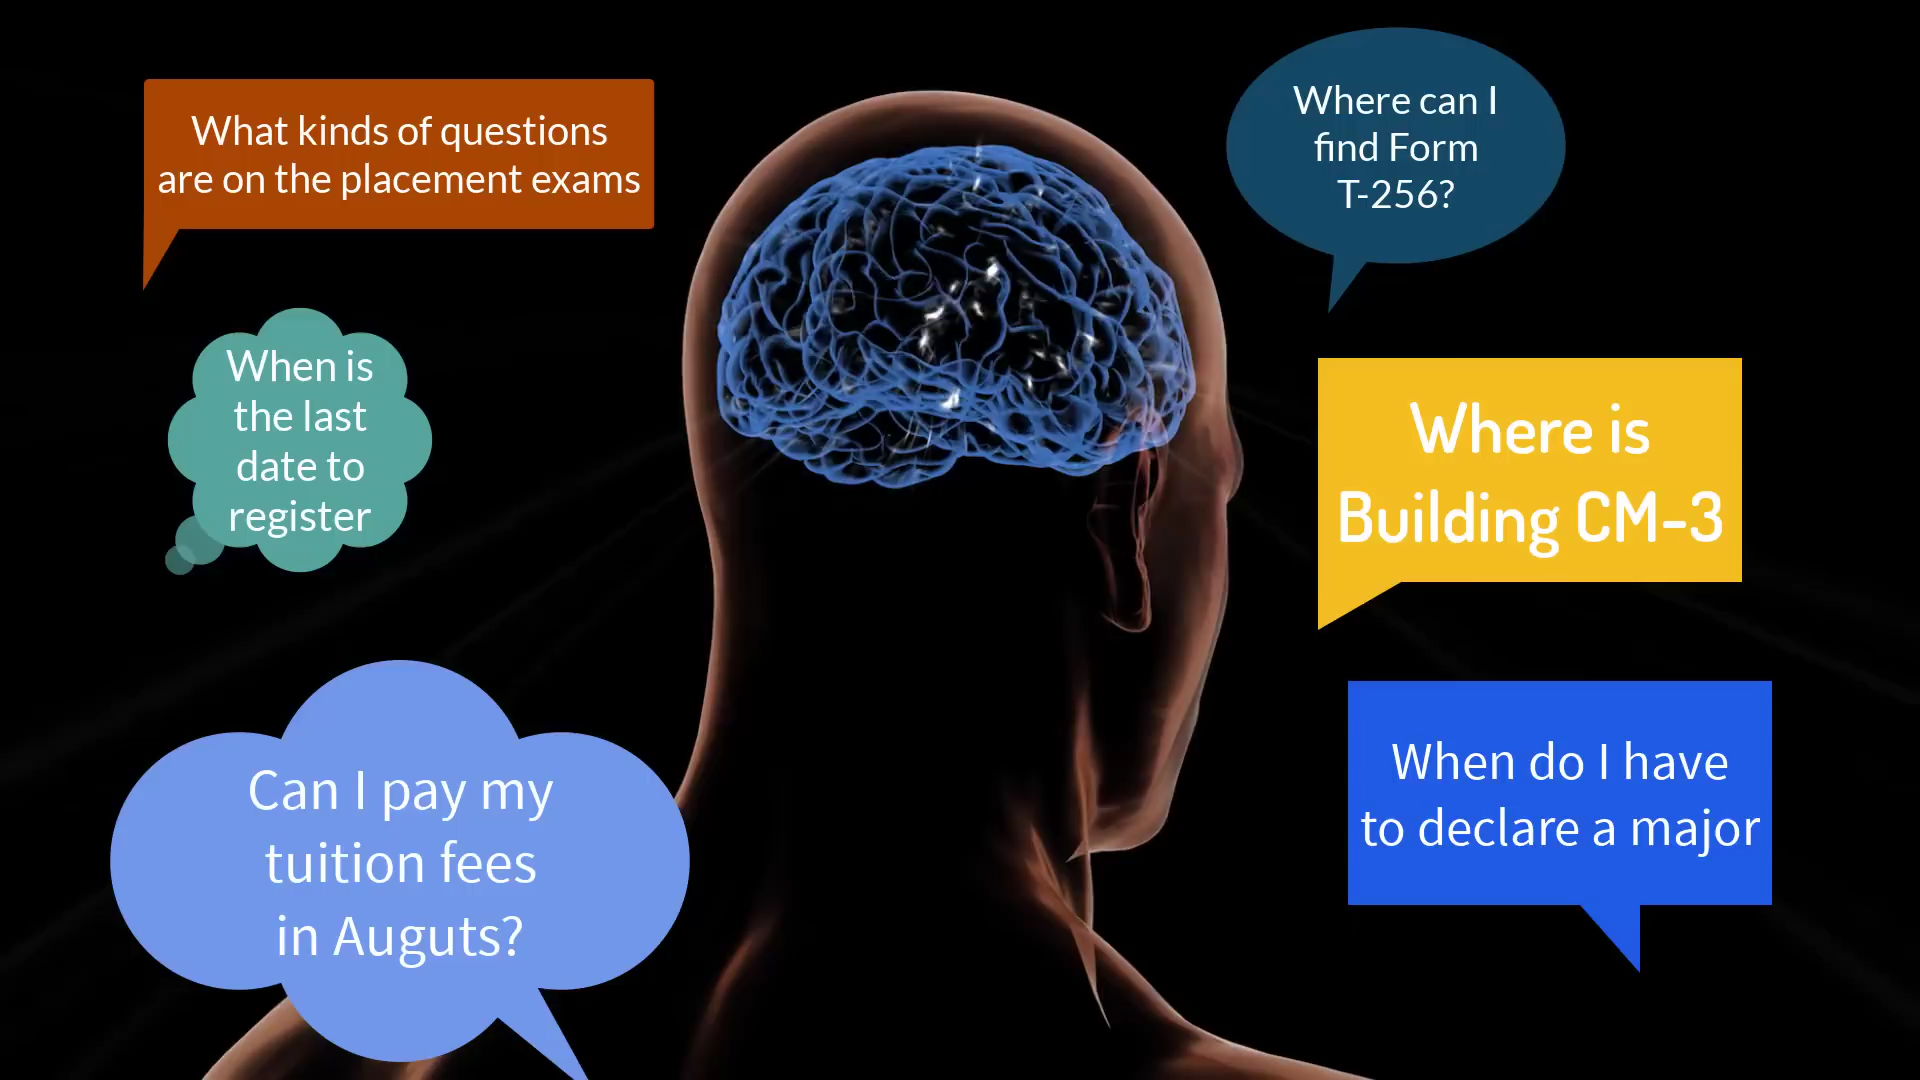 What kinds of questions
are on the placement exams
Where can I
find Form
T-256?
When is
the last
date to
register
Where is
Building CM-3
Can I pay my
tuition fees
in Auguts?
When do I have
to declare a major